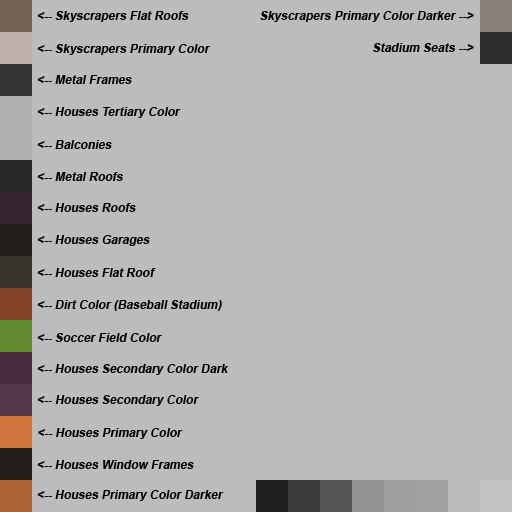 <-- Skyscrapers Flat Roofs
Skyscrapers Primary Color Darker -->
<-- Skyscrapers Primary Color
Stadium Seats -->
<-- Metal Frames
<-- Houses Tertiary Color
<-- Balconies
<-- Metal Roofs
<-- Houses Roofs
<-- Houses Garages
<-- Houses Flat Roof
<-- Dirt Color (Baseball Stadium)
<-- Soccer Field Color
<-- Houses Secondary Color Dark
<-- Houses Secondary Color
<-- Houses Primary Color
<-- Houses Window Frames
<-- Houses Primary Color Darker